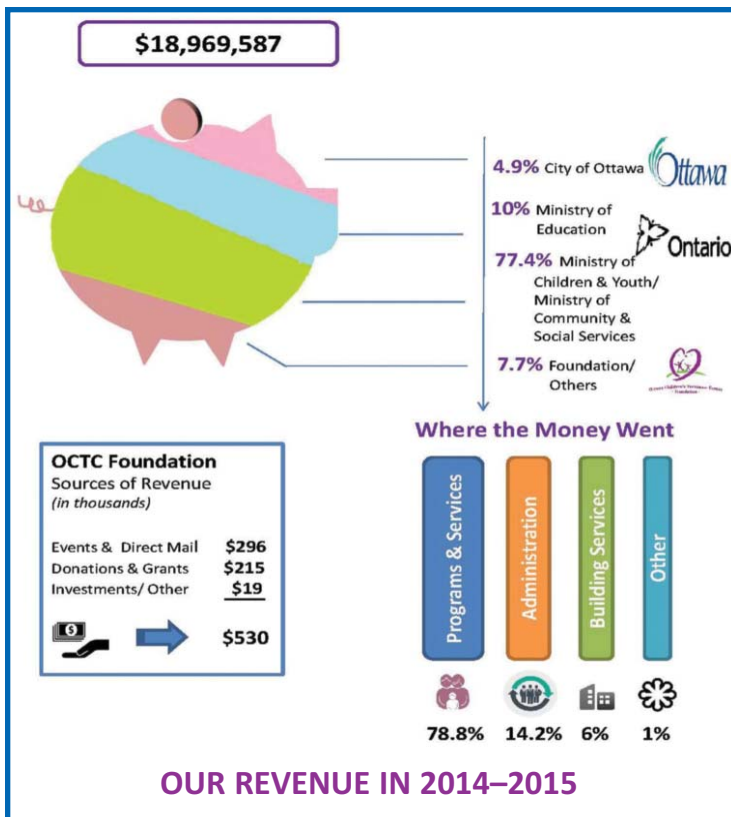 $18,969,587
4.9% City of Ottawa
Ottawa
10% Ministry of
Education
Ontario
77.4% Ministry of
Children & Youth/
Ministry of
Community &
Social Services
7.7% Foundation/
Others
Where the Money Went
OCTC Foundation
Sources of Revenue
(in thousands)
Events & Direct Mail $296
Donations & Grants $215
Investments/ Other $19
$530
Programs & Services
Administration
Building Services
Other
78.8% 14.2% 6% 1%
OUR REVENUE IN 2014–2015